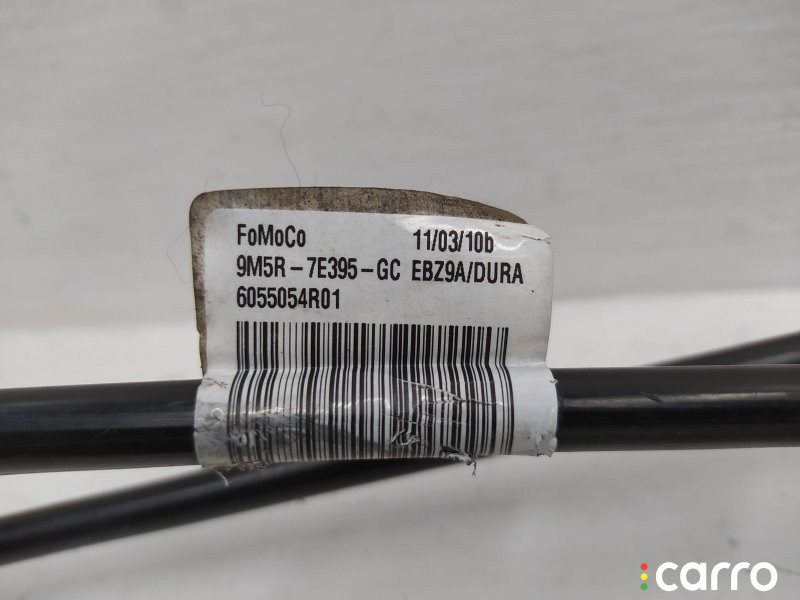 FoMoCo 11/03/10b
9M5R-7E395-GC EBZ9A/DURA
6055054R01
carro